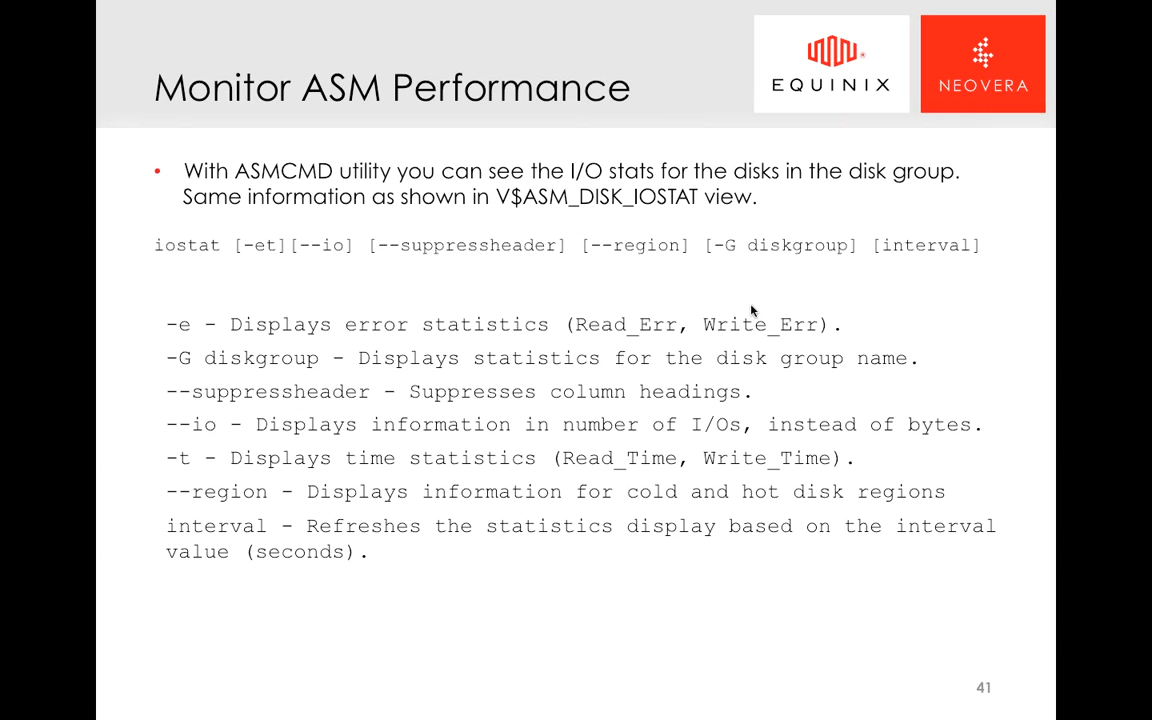 Monitor ASM Performance
EQUINIX
NEOVERA
• With ASMCMD utility you can see the I/O stats for the disks in the disk group.
Same information as shown in V$ASM_DISK_IOSTAT view.
iostat [-et][--io] [--suppressheader] [--region] [-G diskgroup] [interval]
-e - Displays error statistics (Read_Err, Write_Err).
-G diskgroup - Displays statistics for the disk group name.
--suppressheader - Suppresses column headings.
--io - Displays information in number of I/Os, instead of bytes.
-t - Displays time statistics (Read_Time, Write_Time).
--region - Displays information for cold and hot disk regions
interval - Refreshes the statistics display based on the interval
value (seconds).
41